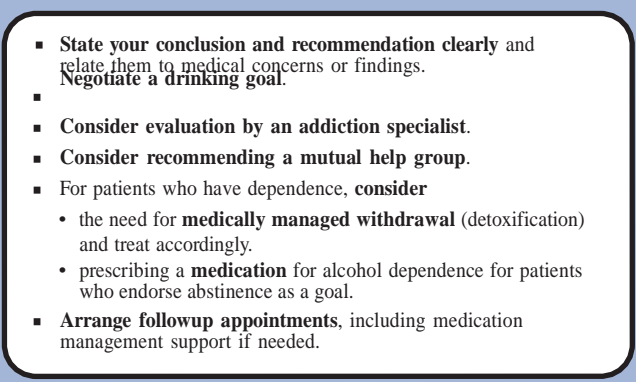 ▪ State your conclusion and recommendation clearly and
relate them to medical concerns or findings.
Negotiate a drinking goal.
▪
▪ Consider evaluation by an addiction specialist.
▪ Consider recommending a mutual help group.
▪ For patients who have dependence, consider
• the need for medically managed withdrawal (detoxification)
and treat accordingly.
• prescribing a medication for alcohol dependence for patients
who endorse abstinence as a goal.
▪ Arrange followup appointments, including medication
management support if needed.